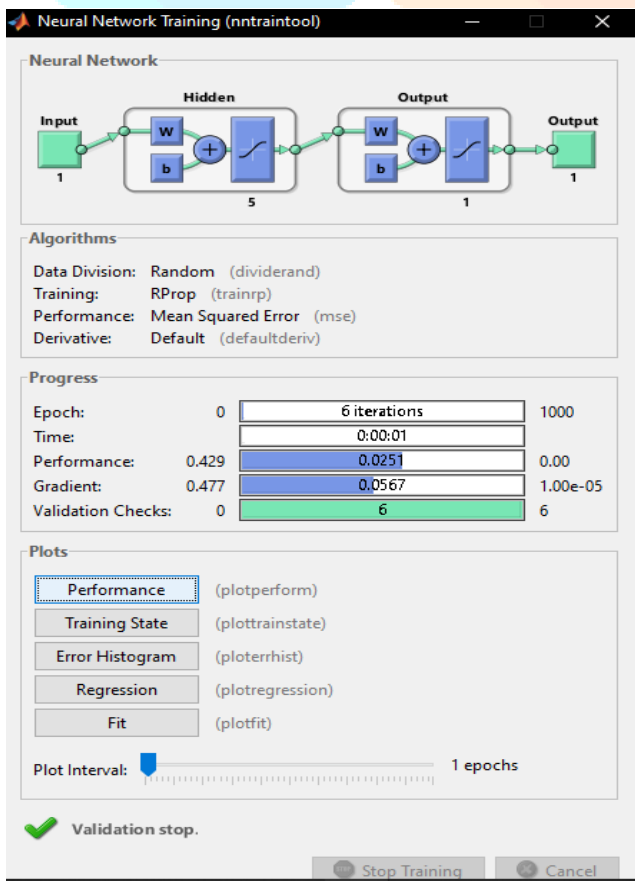 Neural Network Training (nntraintool)
Neural Network
Hidden
Output
Input
Output
W
W
b
b
1
5
1
1
Algorithms
Data Division: Random (dividerand)
Training: RProp (trainrp)
Performance: Mean Squared Error (mse)
Derivative: Default (defaultderiv)
Progress
Epoch: 0 6 iterations 1000
Time: 0:00:01
Performance: 0.429 0.0251 0.00
Gradient: 0.477 0.0567 1.00e-05
Validation Checks: 0 6 6
Plots
Performance (plotperform)
Training State (plottrainstate)
Error Histogram (ploterrhist)
Regression (plotregression)
Fit (plotfit)
Plot Interval: 1 epochs
Validation stop.
Stop Training Cancel